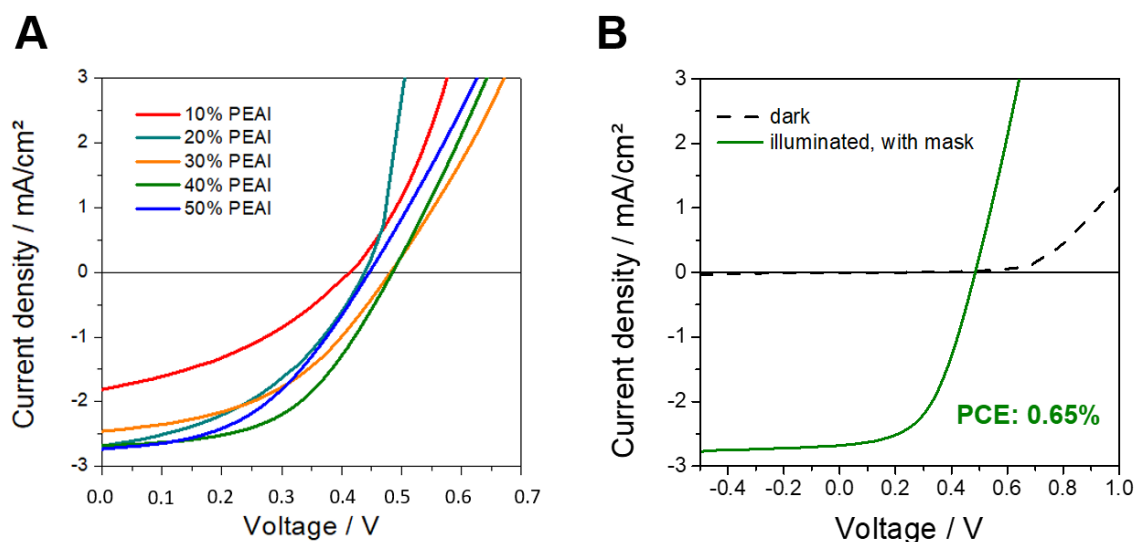 A
Current density / mA/cm²
3
2
1
0
-1
-2
-3
10% PEAI
20% PEAI
30% PEAI
40% PEAI
50% PEAI
0.0 0.1 0.2 0.3 0.4 0.5 0.6 0.7
Voltage / V
B
Current density / mA/cm²
3
2
1
0
-1
-2
-3
dark
illuminated, with mask
PCE: 0.65%
-0.4 -0.2 0.0 0.2 0.4 0.6 0.8 1.0
Voltage / V